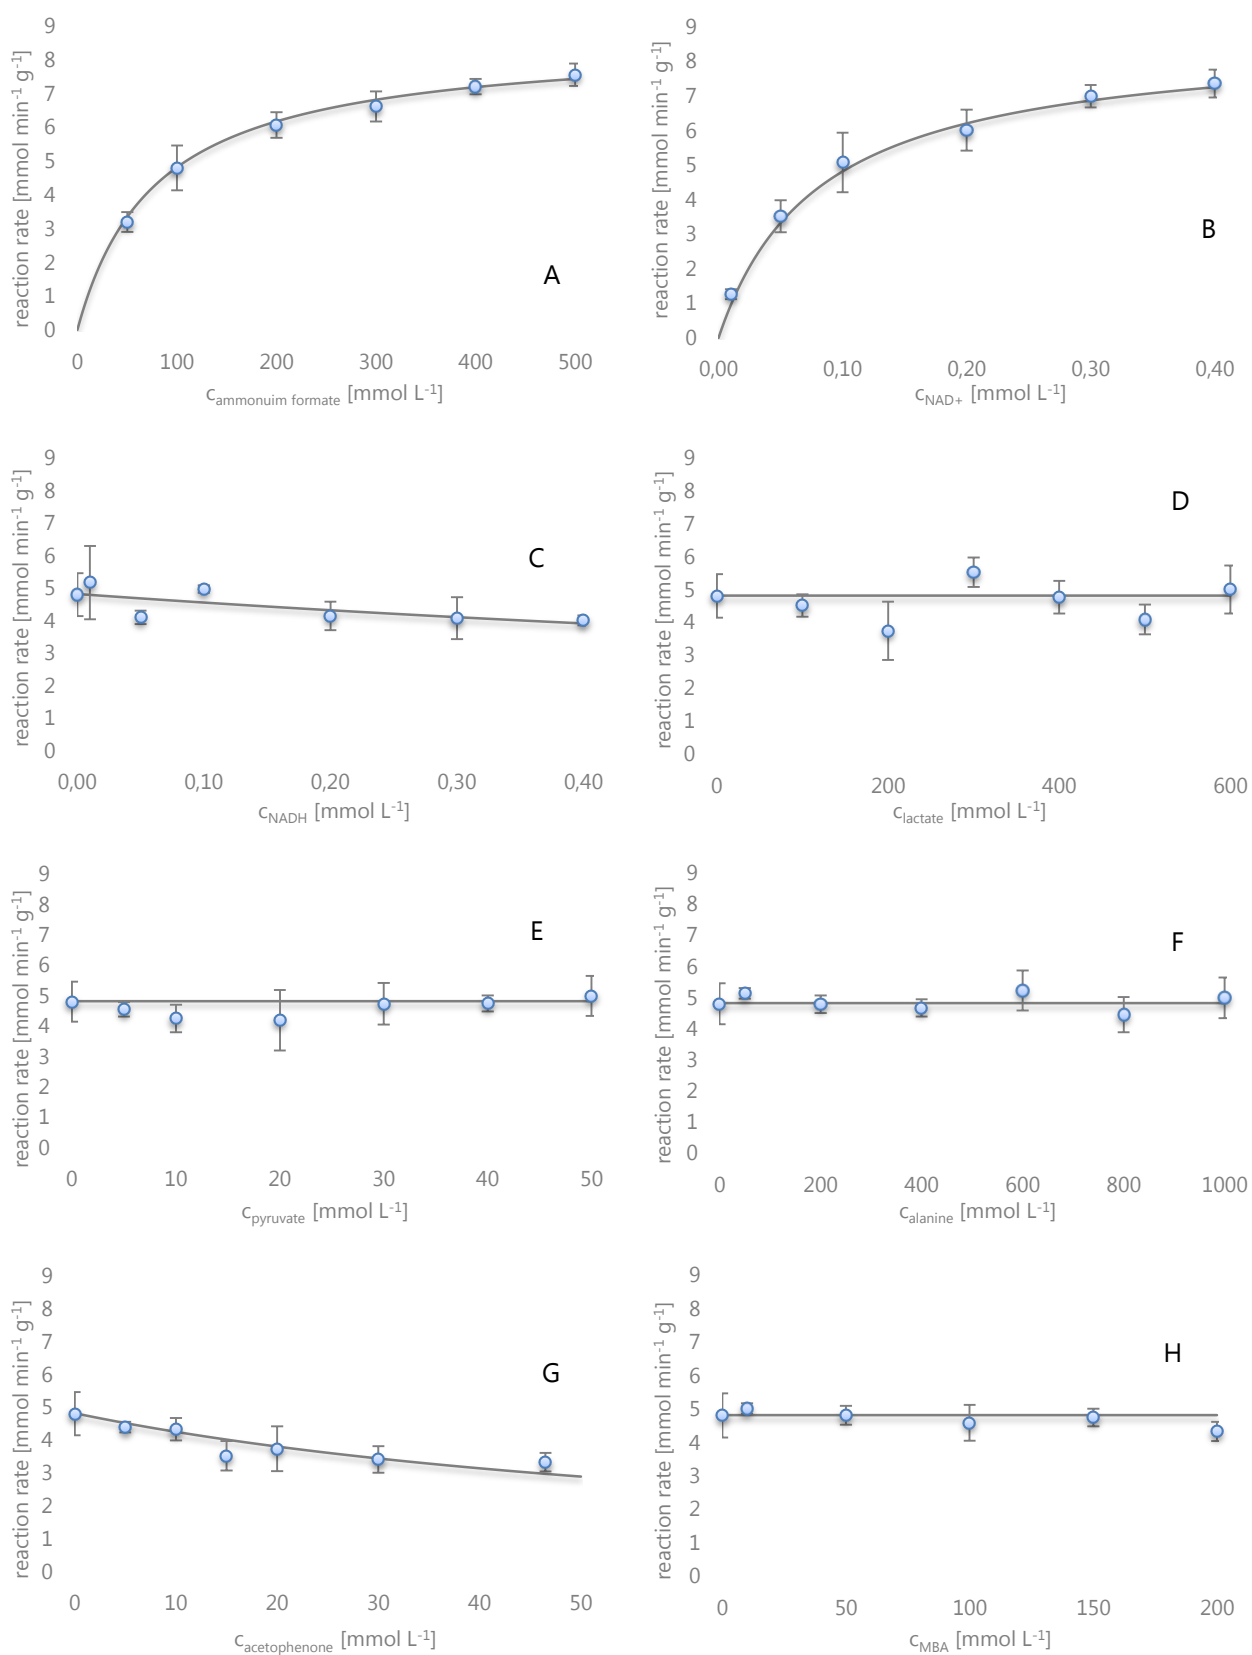 9
8
7
6
5
4
3
2
1
0
reaction rate [mmol min⁻¹ g⁻¹]
A
0 100 200 300 400 500
c_ammonuim formate [mmol L⁻¹]
9
8
7
6
5
4
3
2
1
0
reaction rate [mmol min⁻¹ g⁻¹]
B
0,00 0,10 0,20 0,30 0,40
c_NAD+ [mmol L⁻¹]
9
8
7
6
5
4
3
2
1
0
reaction rate [mmol min⁻¹ g⁻¹]
C
0,00 0,10 0,20 0,30 0,40
c_NADH [mmol L⁻¹]
9
8
7
6
5
4
3
2
1
0
reaction rate [mmol min⁻¹ g⁻¹]
D
0 200 400 600
c_lactate [mmol L⁻¹]
9
8
7
6
5
4
3
2
1
0
reaction rate [mmol min⁻¹ g⁻¹]
E
0 10 20 30 40 50
c_pyruvate [mmol L⁻¹]
9
8
7
6
5
4
3
2
1
0
reaction rate [mmol min⁻¹ g⁻¹]
F
0 200 400 600 800 1000
c_alanine [mmol L⁻¹]
9
8
7
6
5
4
3
2
1
0
reaction rate [mmol min⁻¹ g⁻¹]
G
0 10 20 30 40 50
c_acetophenone [mmol L⁻¹]
9
8
7
6
5
4
3
2
1
0
reaction rate [mmol min⁻¹ g⁻¹]
H
0 50 100 150 200
c_MBA [mmol L⁻¹]